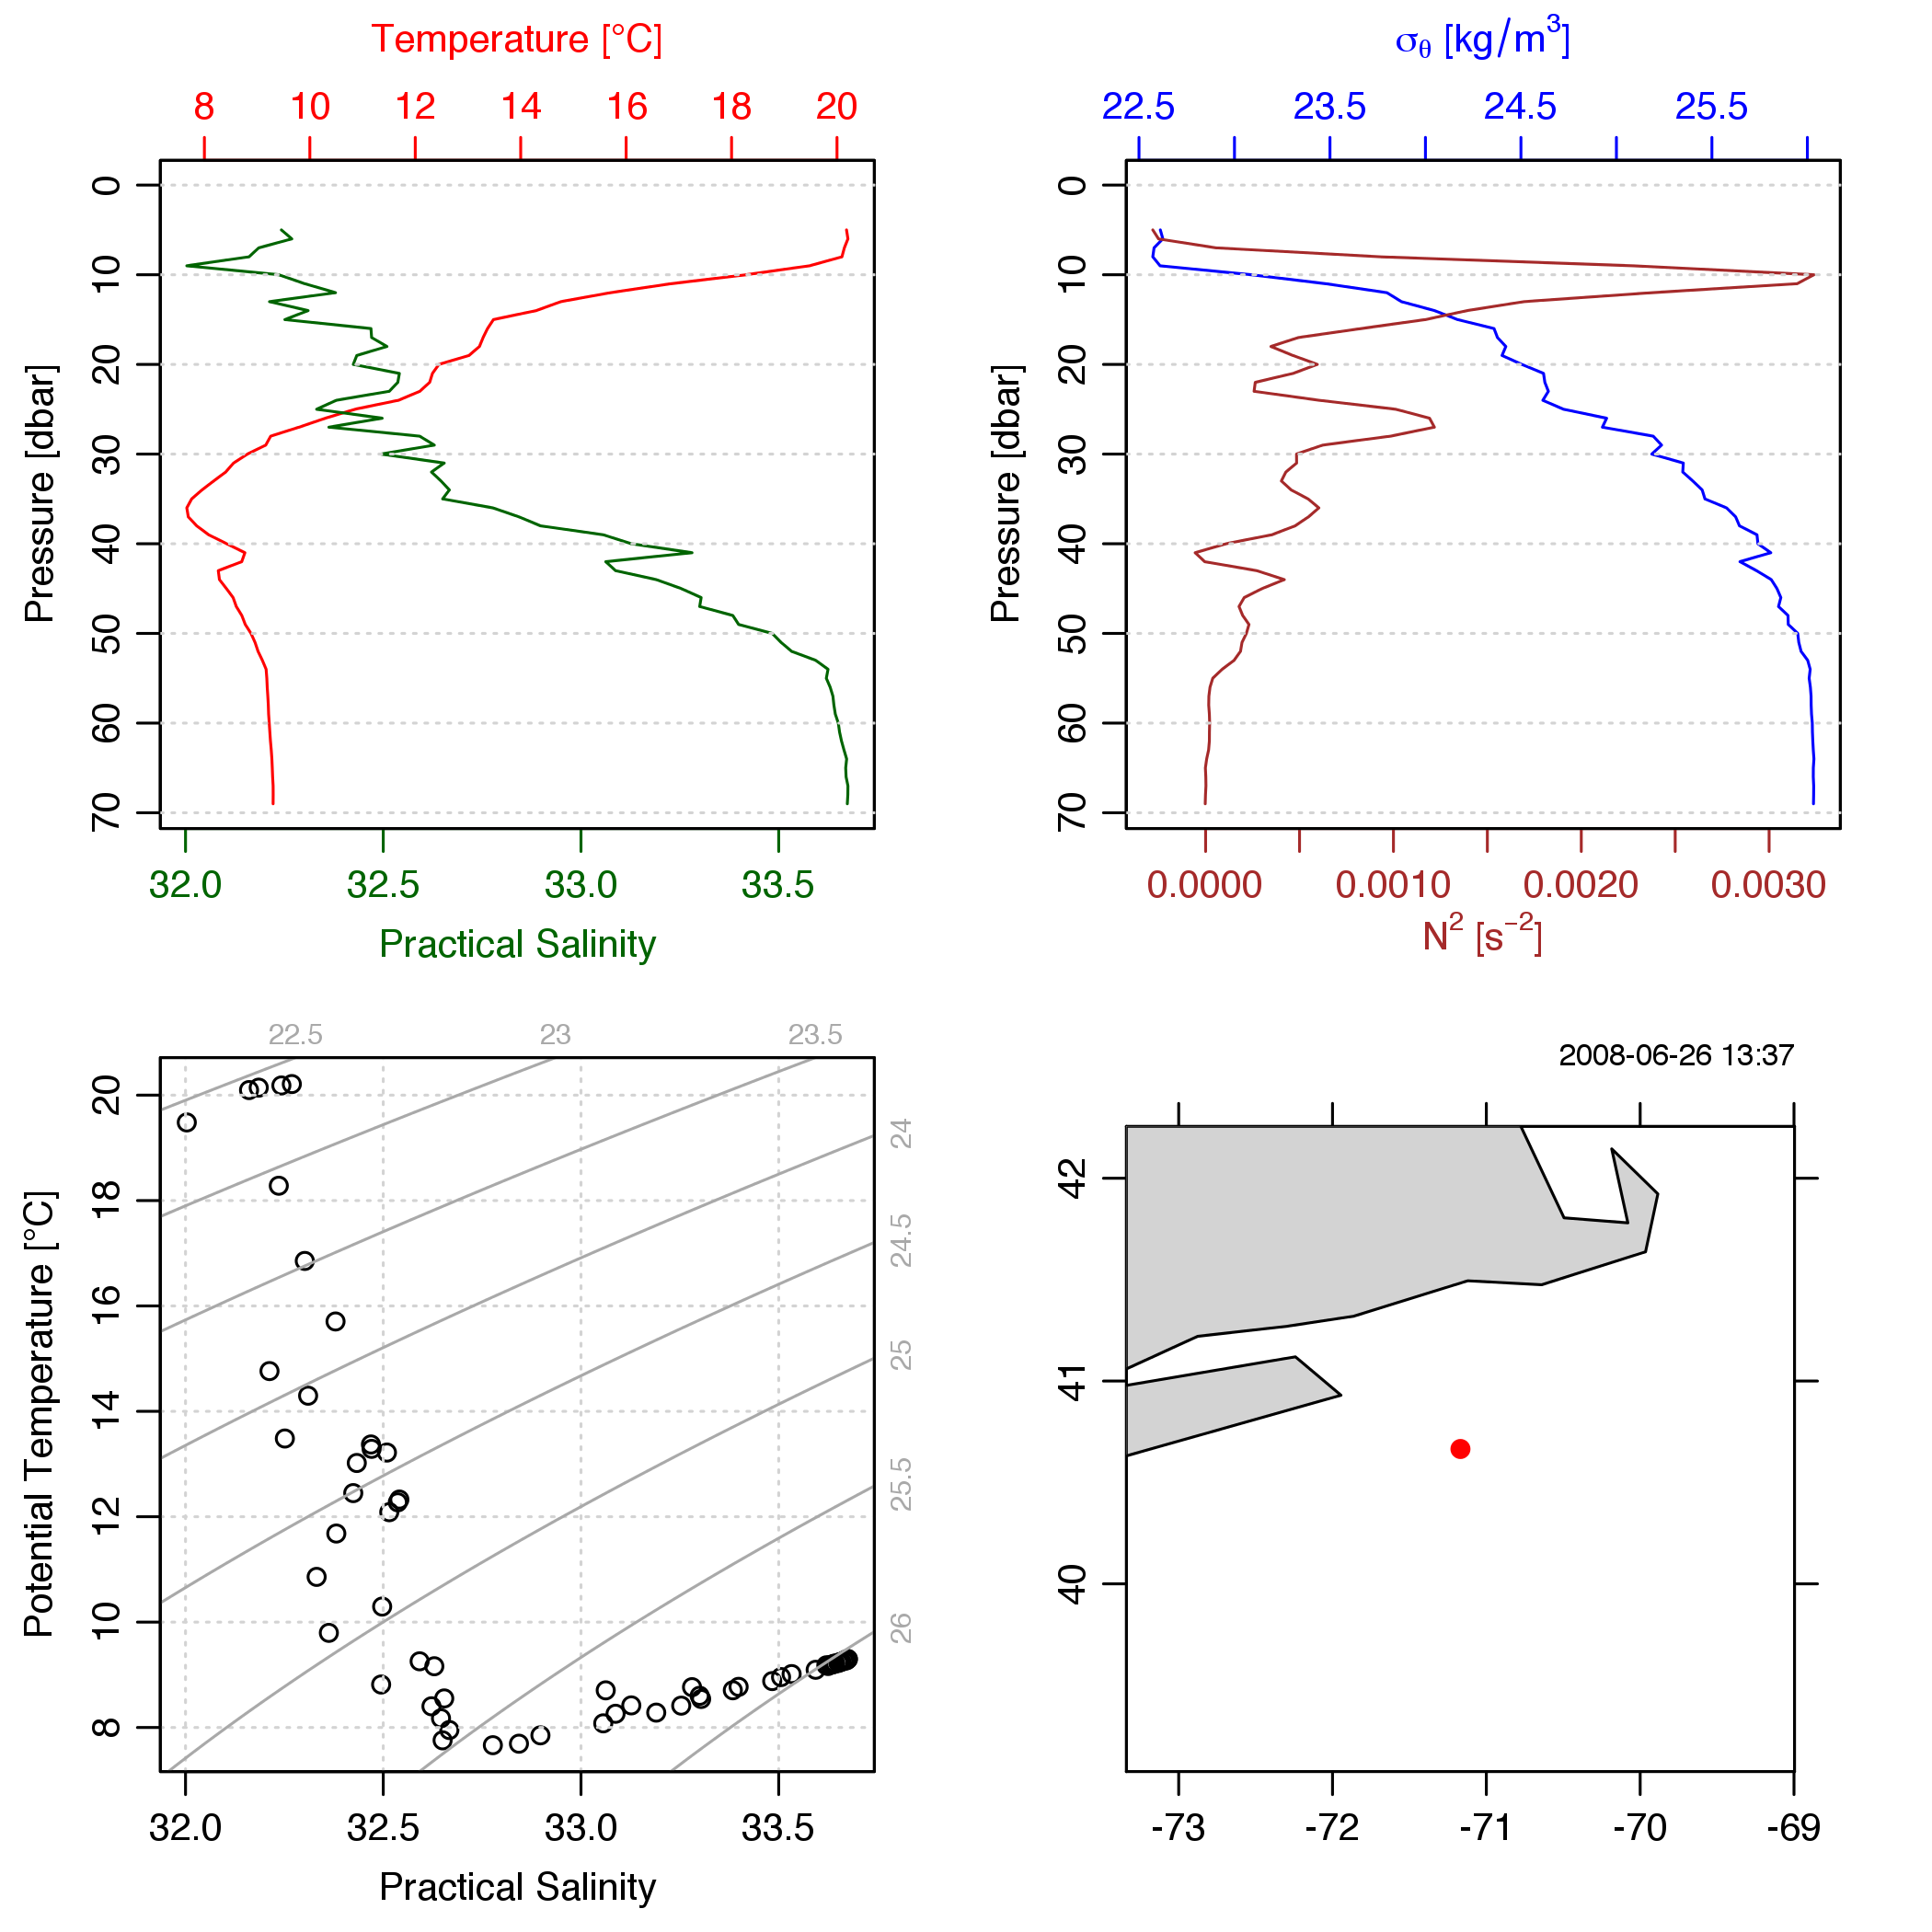 Temperature [°C]
8 10 12 14 16 18 20
Pressure [dbar]
0 10 20 30 40 50 60 70
32.0 32.5 33.0 33.5
Practical Salinity
σθ [kg/m³]
22.5 23.5 24.5 25.5
Pressure [dbar]
0 10 20 30 40 50 60 70
0.0000 0.0010 0.0020 0.0030
N² [s⁻²]
22.5 23 23.5
24
24.5
25
25.5
26
Potential Temperature [°C]
20
18
16
14
12
10
8
32.0 32.5 33.0 33.5
Practical Salinity
2008-06-26 13:37
42
41
40
-73 -72 -71 -70 -69